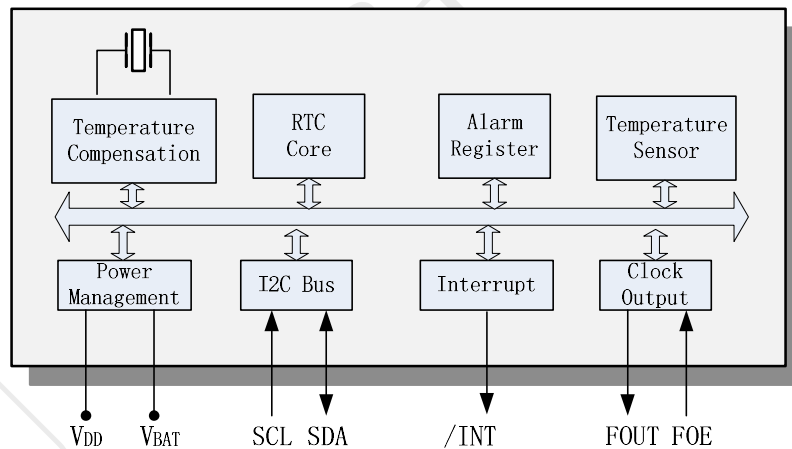 Temperature
Compensation
RTC
Core
Alarm
Register
Temperature
Sensor
Power
Management
I2C Bus
Interrupt
Clock
Output
VDD
VBAT
SCL SDA
/INT
FOUT FOE